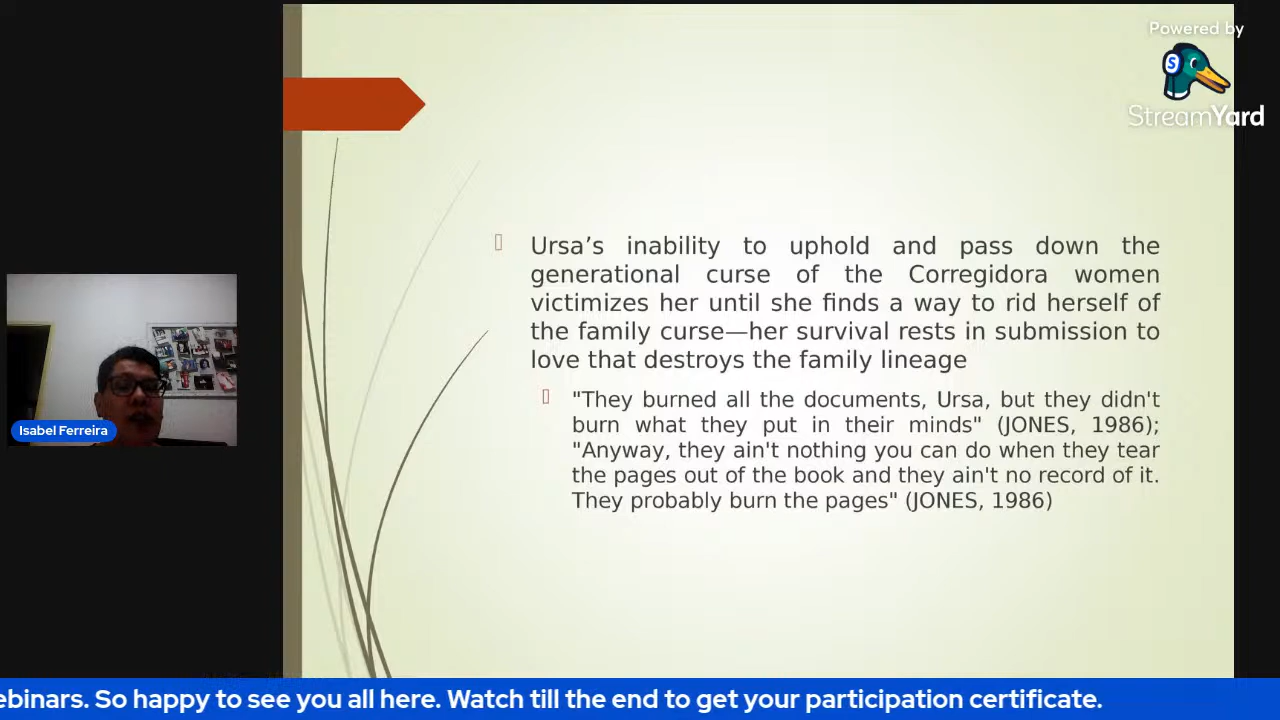 Powered by
S
StreamYard
Ursa’s inability to uphold and pass down the
generational curse of the Corregidora women
victimizes her until she finds a way to rid herself of
the family curse—her survival rests in submission to
love that destroys the family lineage
"They burned all the documents, Ursa, but they didn't
burn what they put in their minds" (JONES, 1986);
"Anyway, they ain't nothing you can do when they tear
the pages out of the book and they ain't no record of it.
They probably burn the pages" (JONES, 1986)
Isabel Ferreira
ebinars. So happy to see you all here. Watch till the end to get your participation certificate.